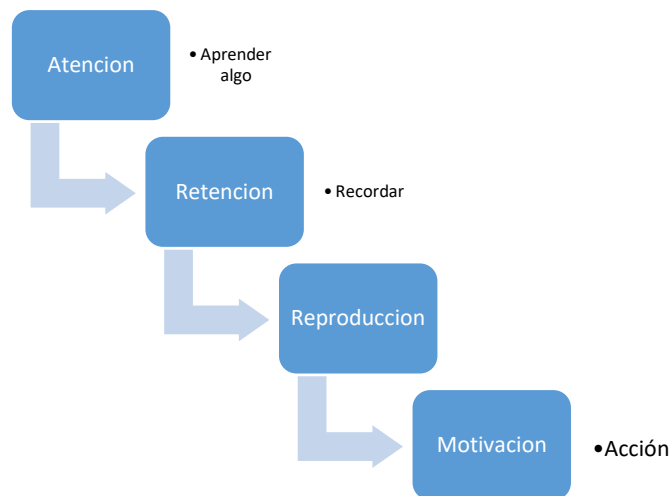 Atencion
• Aprender
algo
Retencion
• Recordar
Reproduccion
Motivacion
•Acción